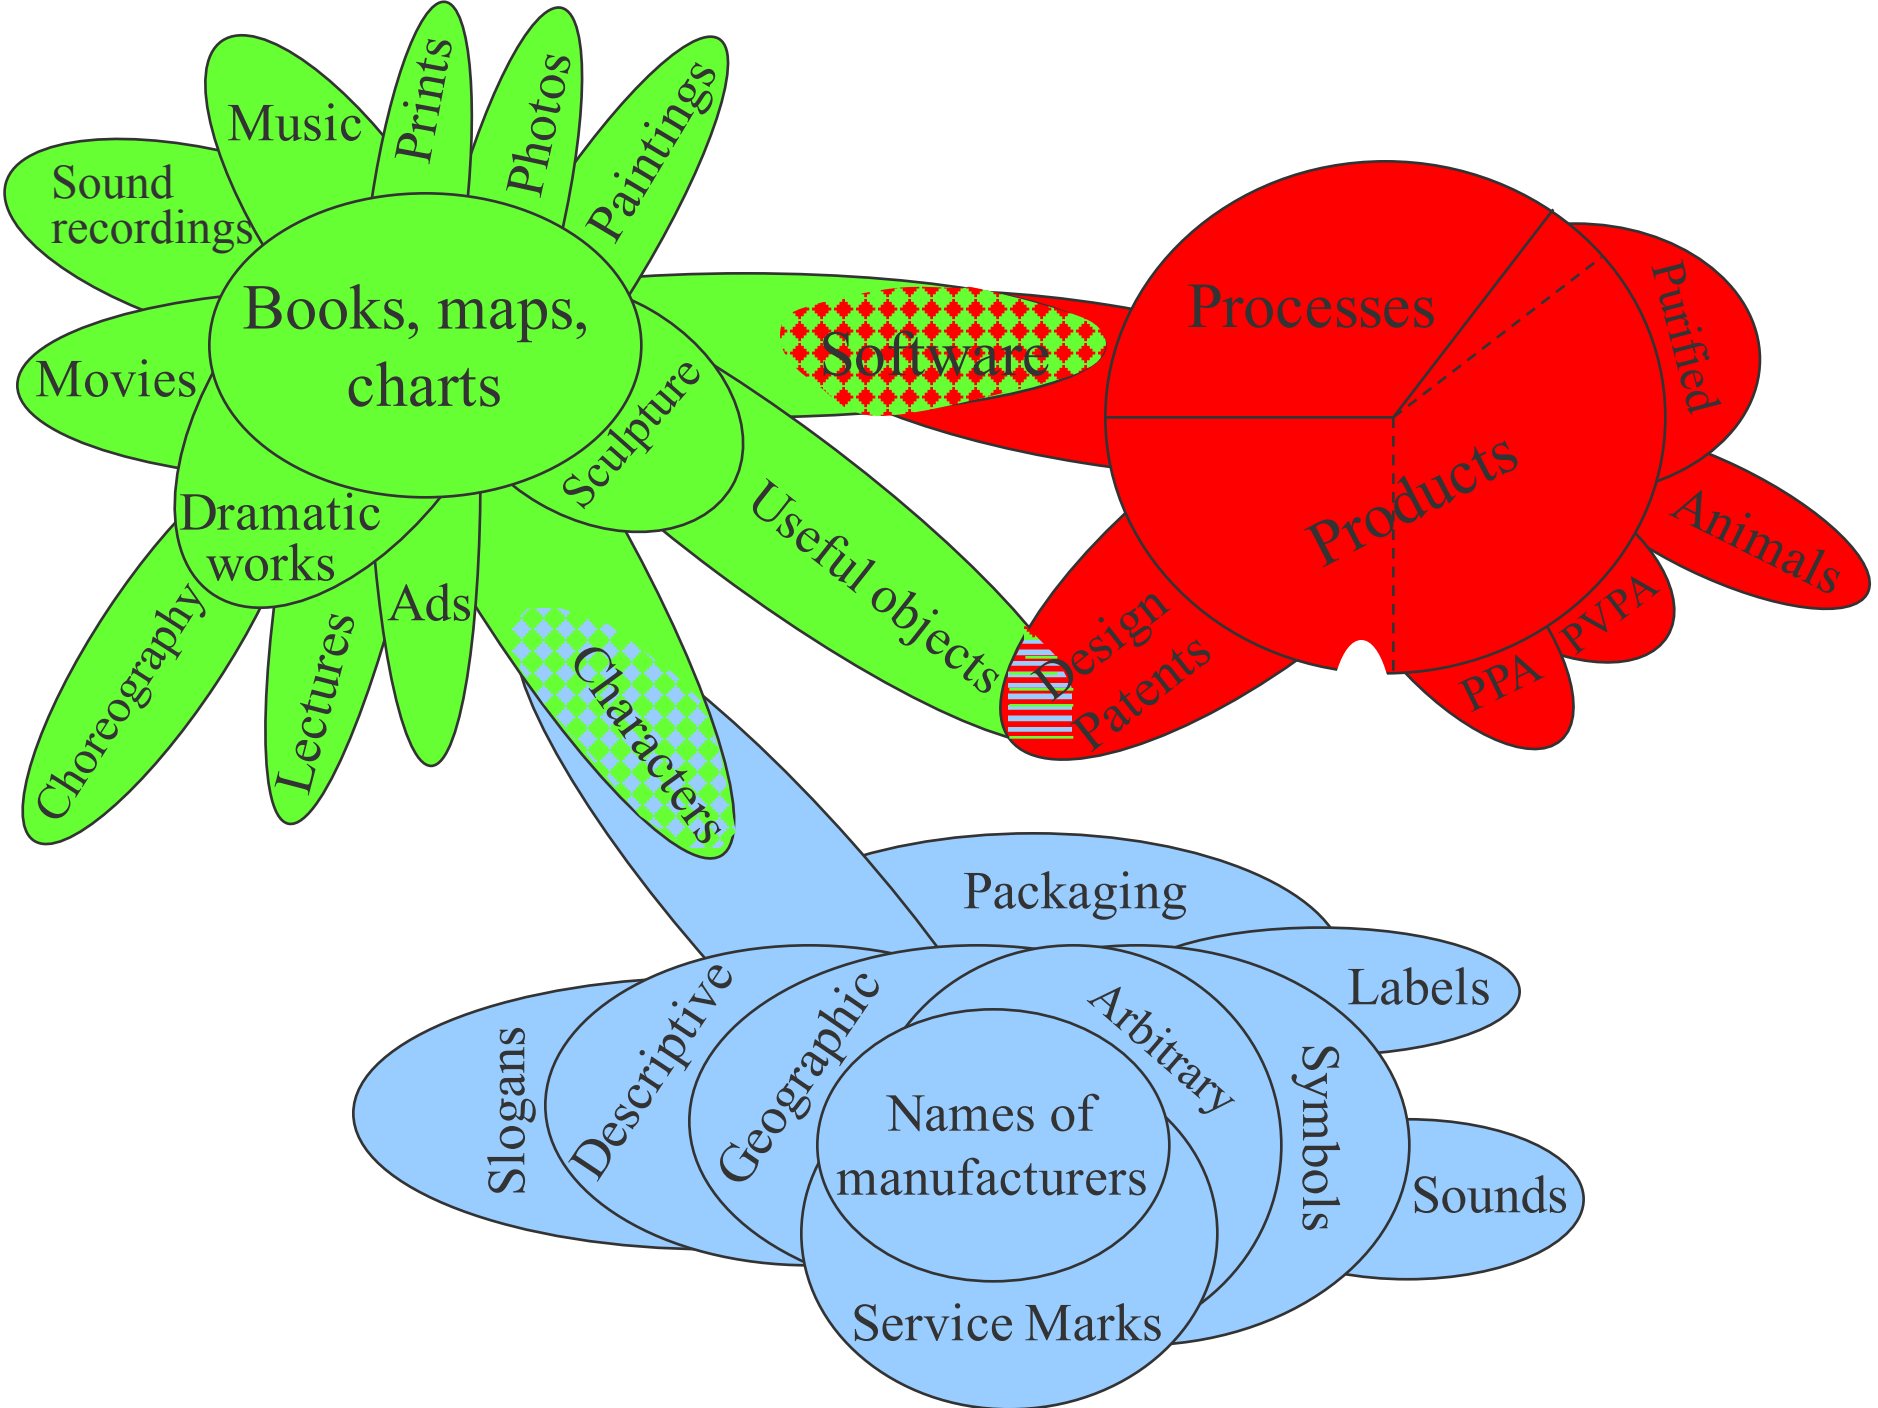 Music
Prints
Photos
Paintings
Sound
recordings
Books, maps,
charts
Movies
Sculpture
Dramatic
works
Choreography
Lectures
Ads
Characters
Useful objects
Software
Processes
Products
Purified
Animals
PVPA
PPA
Design
Patents
Packaging
Labels
Slogans
Descriptive
Geographic
Arbitrary
Names of
manufacturers
Symbols
Sounds
Service Marks